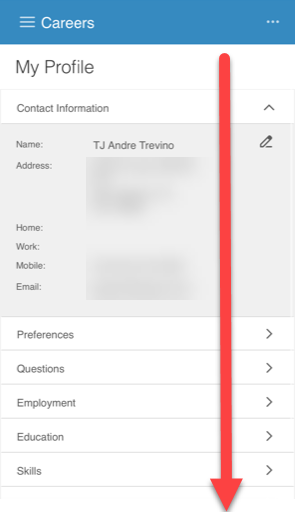 Careers
My Profile
Contact Information
Name: TJ Andre Trevino
Address:
Home:
Work:
Mobile:
Email:
Preferences
Questions
Employment
Education
Skills